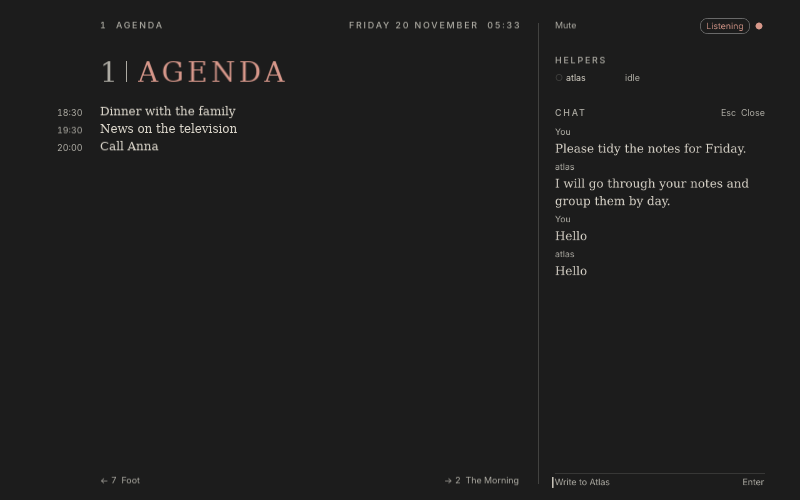 1 AGENDA
FRIDAY 20 NOVEMBER 05:33
1 AGENDA
18:30 Dinner with the family
19:30 News on the television
20:00 Call Anna
← 7 Foot
→ 2 The Morning
Mute
Listening
HELPERS
atlas idle
CHAT
Esc Close
You
Please tidy the notes for Friday.
atlas
I will go through your notes and
group them by day.
You
Hello
atlas
Hello
Write to Atlas
Enter